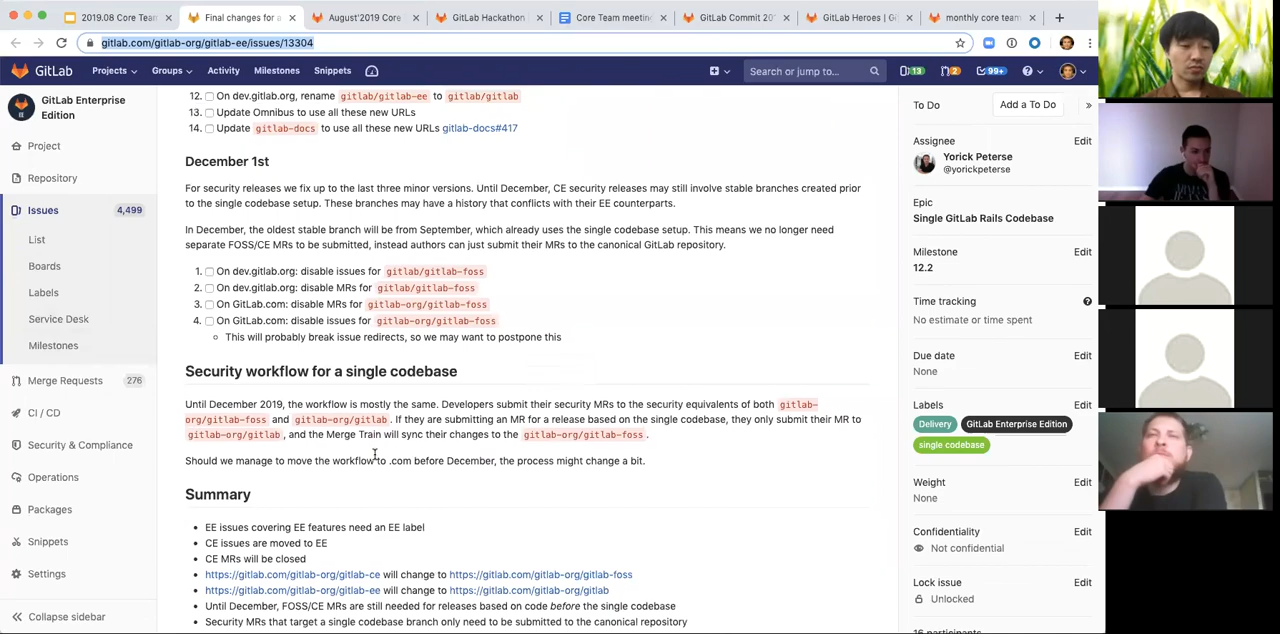 2019.08 Core Tea
Final changes for a
August'2019 Core
GitLab Hackathon
Core Team meetin
GitLab Commit 20
GitLab Heroes | G
monthly core team
gitlab.com/gitlab-org/gitlab-ee/issues/13304
GitLab
Projects
Groups
Activity
Milestones
Snippets
Search or jump to...
13
2
99+
GitLab Enterprise
Edition
Project
Repository
Issues
4,499
List
Boards
Labels
Service Desk
Milestones
Merge Requests
276
CI / CD
Security & Compliance
Operations
Packages
Snippets
Settings
Collapse sidebar
12. On dev.gitlab.org, rename gitlab/gitlab-ee to gitlab/gitlab
13. Update Omnibus to use all these new URLs
14. Update gitlab-docs to use all these new URLs gitlab-docs#417
December 1st
For security releases we fix up to the last three minor versions. Until December, CE security releases may still involve stable branches created prior
to the single codebase setup. These branches may have a history that conflicts with their EE counterparts.
In December, the oldest stable branch will be from September, which already uses the single codebase setup. This means we no longer need
separate FOSS/CE MRs to be submitted, instead authors can just submit their MRs to the canonical GitLab repository.
1. On dev.gitlab.org: disable issues for gitlab/gitlab-foss
2. On dev.gitlab.org: disable MRs for gitlab/gitlab-foss
3. On GitLab.com: disable MRs for gitlab-org/gitlab-foss
4. On GitLab.com: disable issues for gitlab-org/gitlab-foss
This will probably break issue redirects, so we may want to postpone this
Security workflow for a single codebase
Until December 2019, the workflow is mostly the same. Developers submit their security MRs to the security equivalents of both gitlab-
org/gitlab-foss and gitlab-org/gitlab. If they are submitting an MR for a release based on the single codebase, they only submit their MR to
gitlab-org/gitlab, and the Merge Train will sync their changes to the gitlab-org/gitlab-foss.
Should we manage to move the workflow to .com before December, the process might change a bit.
Summary
• EE issues covering EE features need an EE label
• CE issues are moved to EE
• CE MRs will be closed
• https://gitlab.com/gitlab-org/gitlab-ce will change to https://gitlab.com/gitlab-org/gitlab-foss
• https://gitlab.com/gitlab-org/gitlab-ee will change to https://gitlab.com/gitlab-org/gitlab
• Until December, FOSS/CE MRs are still needed for releases based on code before the single codebase
• Security MRs that target a single codebase branch only need to be submitted to the canonical repository
To Do
Add a To Do
»
Assignee
Edit
Yorick Peterse
@yorickpeterse
Epic
Single GitLab Rails Codebase
Milestone
Edit
12.2
Time tracking
No estimate or time spent
Due date
Edit
None
Labels
Edit
Delivery
GitLab Enterprise Edition
single codebase
Weight
Edit
None
Confidentiality
Edit
Not confidential
Lock issue
Edit
Unlocked
16 participants